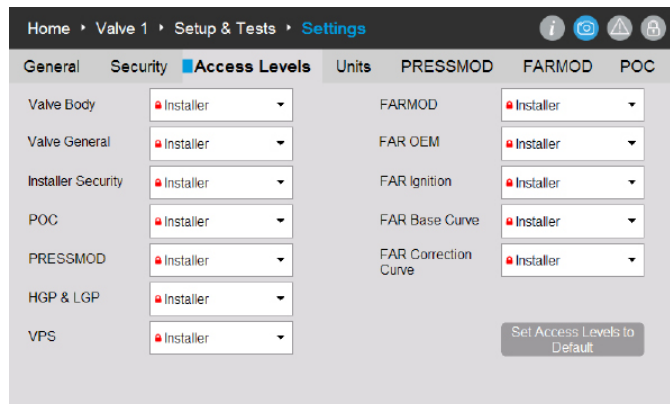 Home ‣ Valve 1 ‣ Setup & Tests ‣ Settings
General Security Access Levels Units PRESSMOD FARMOD POC
Valve Body Installer
Valve General Installer
Installer Security Installer
POC Installer
PRESSMOD Installer
HGP & LGP Installer
VPS Installer
FARMOD Installer
FAR OEM Installer
FAR Ignition Installer
FAR Base Curve Installer
FAR Correction
Curve
Installer
Set Access Levels to
Default